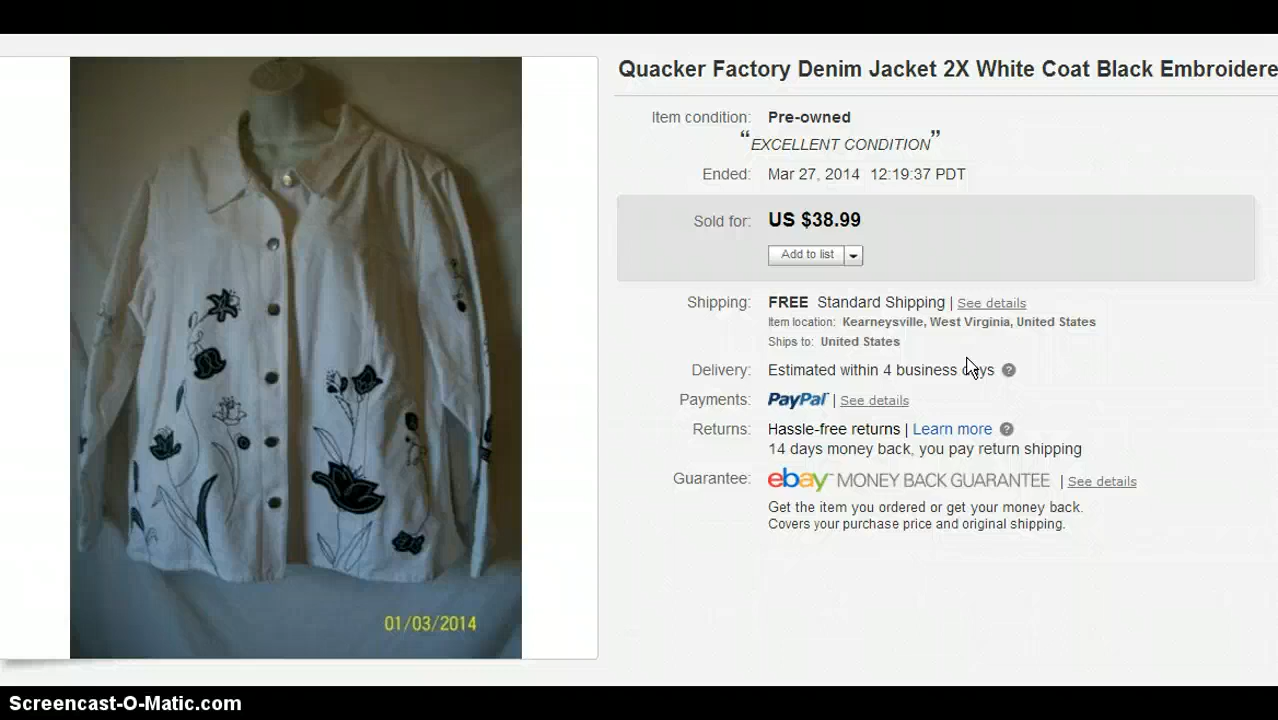 Quacker Factory Denim Jacket 2X White Coat Black Embroidere
Item condition: Pre-owned
“EXCELLENT CONDITION”
Ended: Mar 27, 2014 12:19:37 PDT
Sold for: US $38.99
Add to list
Shipping: FREE Standard Shipping | See details
Item location: Kearneysville, West Virginia, United States
Ships to: United States
Delivery: Estimated within 4 business days ?
Payments: PayPal | See details
Returns: Hassle-free returns | Learn more ?
14 days money back, you pay return shipping
Guarantee: ebay™ MONEY BACK GUARANTEE | See details
Get the item you ordered or get your money back.
Covers your purchase price and original shipping.
01/03/2014
Screencast-O-Matic.com